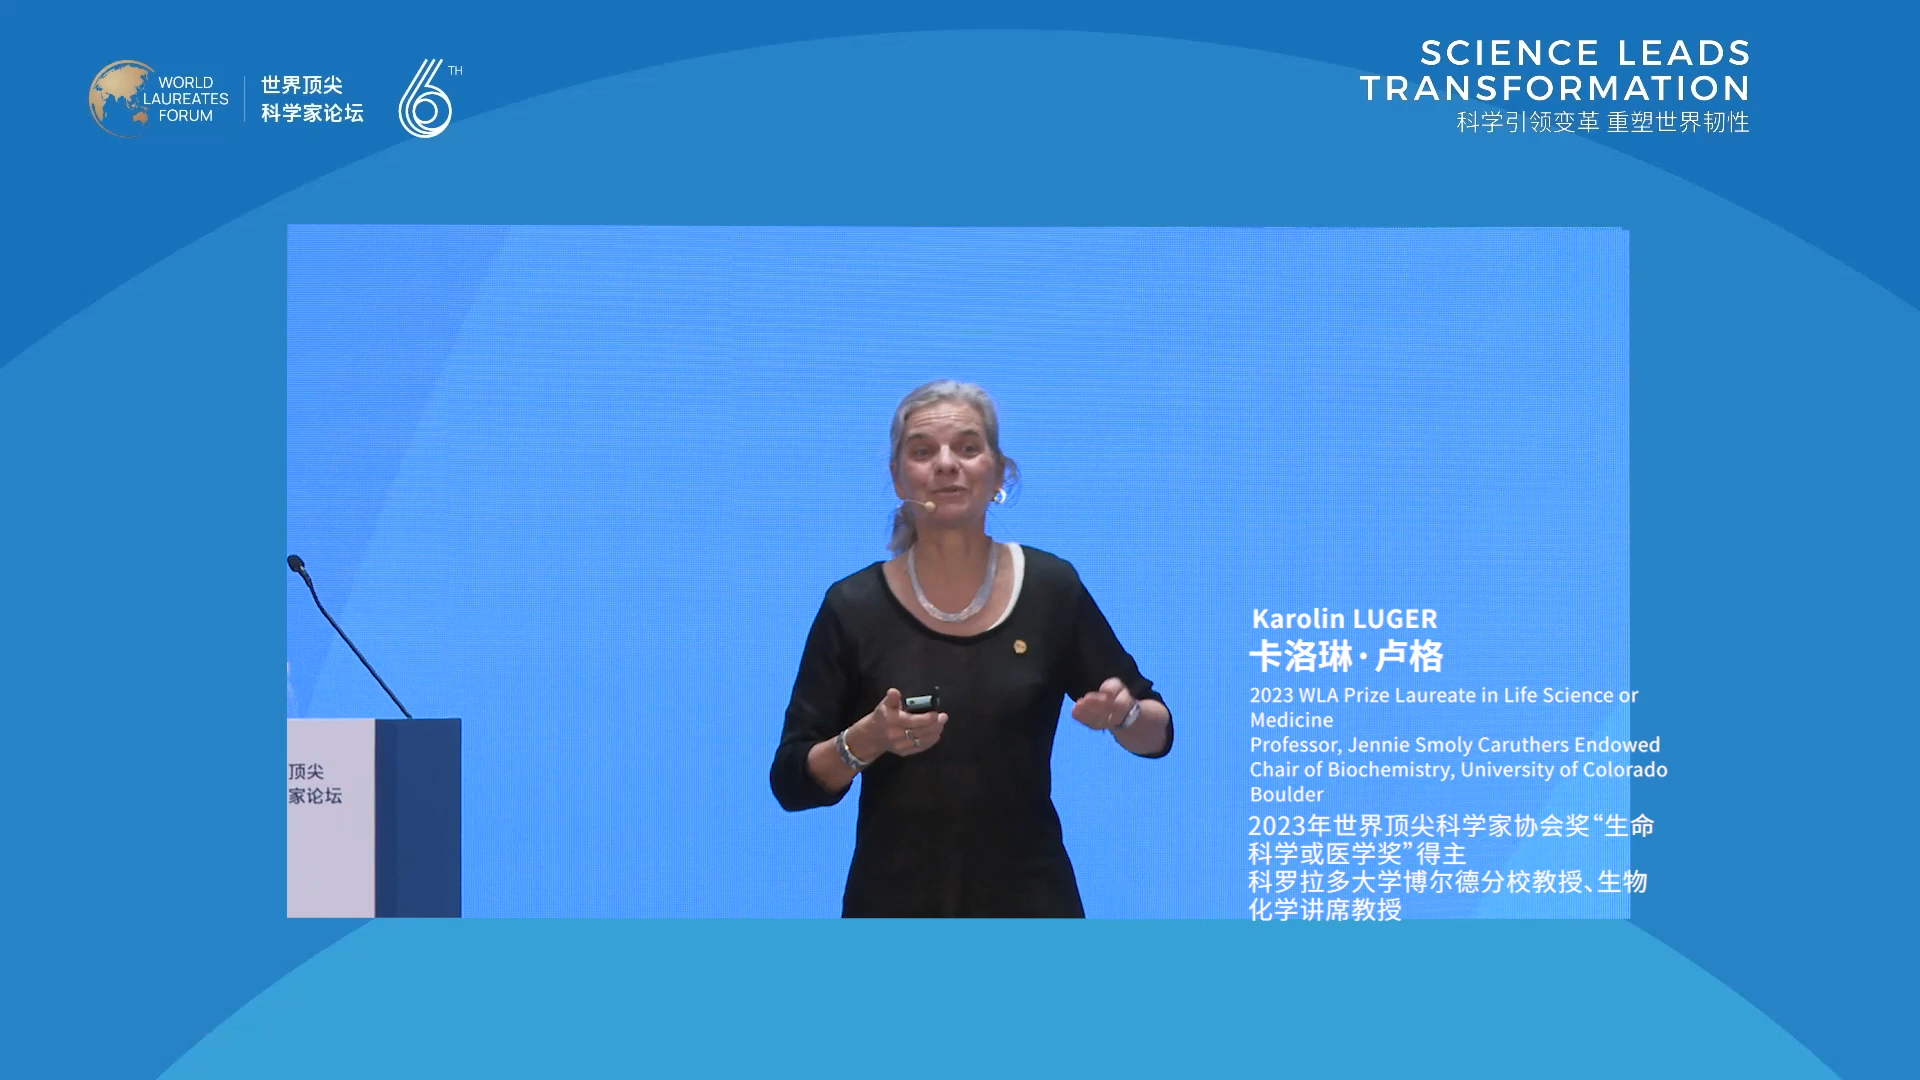 WORLD
LAUREATES
FORUM
世界顶尖
科学家论坛
6TH
SCIENCE LEADS
TRANSFORMATION
科学引领变革 重塑世界韧性
顶尖
家论坛
Karolin LUGER
卡洛琳·卢格
2023 WLA Prize Laureate in Life Science or
Medicine
Professor, Jennie Smoly Caruthers Endowed
Chair of Biochemistry, University of Colorado
Boulder
2023年世界顶尖科学家协会奖“生命
科学或医学奖”得主
科罗拉多大学博尔德分校教授、生物
化学讲席教授